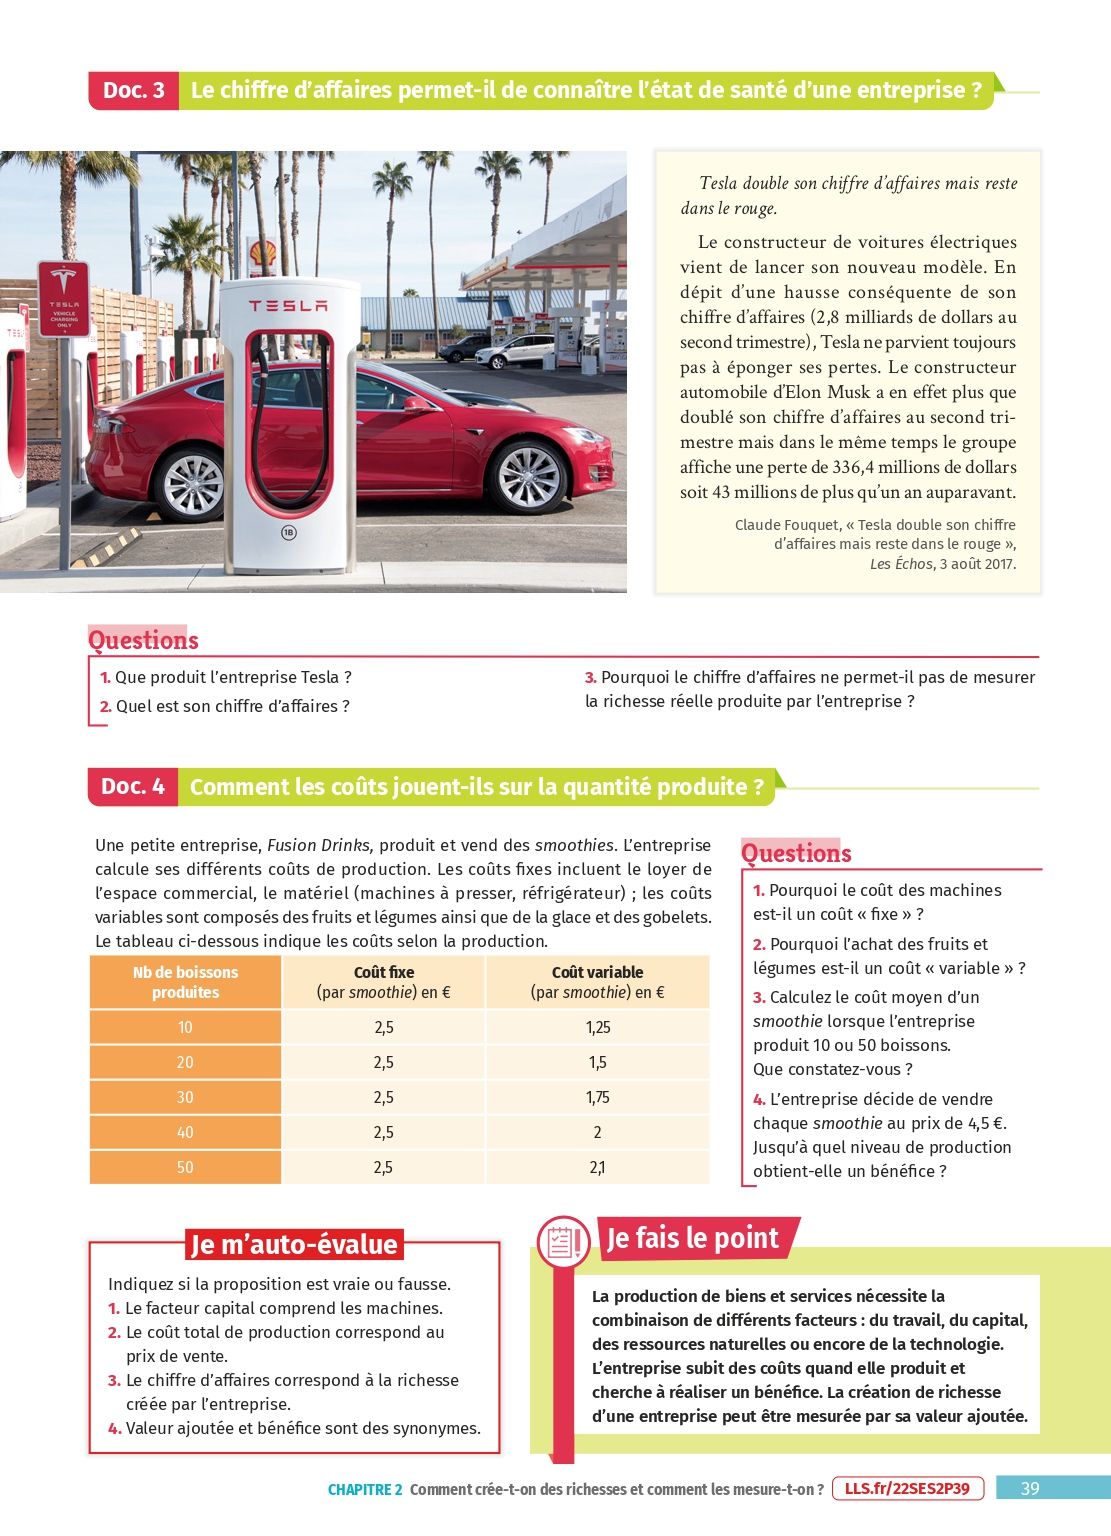 Doc. 3 Le chiffre d’affaires permet-il de connaître l’état de santé d’une entreprise ?
TESLA
VEHICLE
CHARGING
ONLY
TESLA
1B
Tesla double son chiffre d’affaires mais reste
dans le rouge.
Le constructeur de voitures électriques
vient de lancer son nouveau modèle. En
dépit d’une hausse conséquente de son
chiffre d’affaires (2,8 milliards de dollars au
second trimestre), Tesla ne parvient toujours
pas à éponger ses pertes. Le constructeur
automobile d’Elon Musk a en effet plus que
doublé son chiffre d’affaires au second tri-
mestre mais dans le même temps le groupe
affiche une perte de 336,4 millions de dollars
soit 43 millions de plus qu’un an auparavant.
Claude Fouquet, « Tesla double son chiffre
d’affaires mais reste dans le rouge »,
Les Échos, 3 août 2017.
Questions
1. Que produit l’entreprise Tesla ?
2. Quel est son chiffre d’affaires ?
3. Pourquoi le chiffre d’affaires ne permet-il pas de mesurer
la richesse réelle produite par l’entreprise ?
Doc. 4 Comment les coûts jouent-ils sur la quantité produite ?
Une petite entreprise, Fusion Drinks, produit et vend des smoothies. L’entreprise
calcule ses différents coûts de production. Les coûts fixes incluent le loyer de
l’espace commercial, le matériel (machines à presser, réfrigérateur) ; les coûts
variables sont composés des fruits et légumes ainsi que de la glace et des gobelets.
Le tableau ci-dessous indique les coûts selon la production.
Nb de boissons
produites
Coût fixe
(par smoothie) en €
Coût variable
(par smoothie) en €
10 2,5 1,25
20 2,5 1,5
30 2,5 1,75
40 2,5 2
50 2,5 2,1
Questions
1. Pourquoi le coût des machines
est-il un coût « fixe » ?
2. Pourquoi l’achat des fruits et
légumes est-il un coût « variable » ?
3. Calculez le coût moyen d’un
smoothie lorsque l’entreprise
produit 10 ou 50 boissons.
Que constatez-vous ?
4. L’entreprise décide de vendre
chaque smoothie au prix de 4,5 €.
Jusqu’à quel niveau de production
obtient-elle un bénéfice ?
Je m’auto-évalue
Indiquez si la proposition est vraie ou fausse.
1. Le facteur capital comprend les machines.
2. Le coût total de production correspond au
prix de vente.
3. Le chiffre d’affaires correspond à la richesse
créée par l’entreprise.
4. Valeur ajoutée et bénéfice sont des synonymes.
Je fais le point
La production de biens et services nécessite la
combinaison de différents facteurs : du travail, du capital,
des ressources naturelles ou encore de la technologie.
L’entreprise subit des coûts quand elle produit et
cherche à réaliser un bénéfice. La création de richesse
d’une entreprise peut être mesurée par sa valeur ajoutée.
CHAPITRE 2 Comment crée-t-on des richesses et comment les mesure-t-on ? LLS.fr/22SES2P39 39